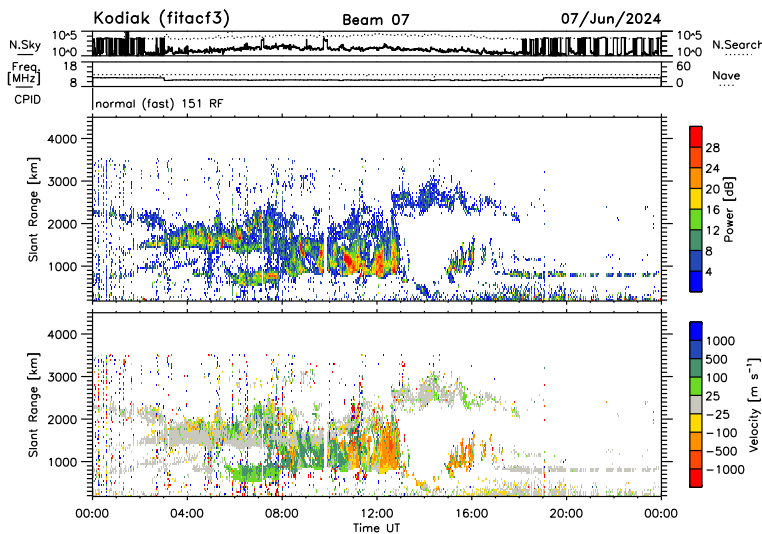 Kodiak (fitacf3) Beam 07 07/Jun/2024
10^5 10^5
N.Sky N.Search
10^0 10^0
18 60
Freq. [MHz] Nave
8 0
CPID normal (fast) 151 RF
Slant Range [km]
4000
3000
2000
1000
Power [dB]
28
24
20
16
12
8
4
Slant Range [km]
4000
3000
2000
1000
Velocity [m s⁻¹]
1000
500
100
25
-25
-100
-500
-1000
00:00 04:00 08:00 12:00 16:00 20:00 00:00
Time UT